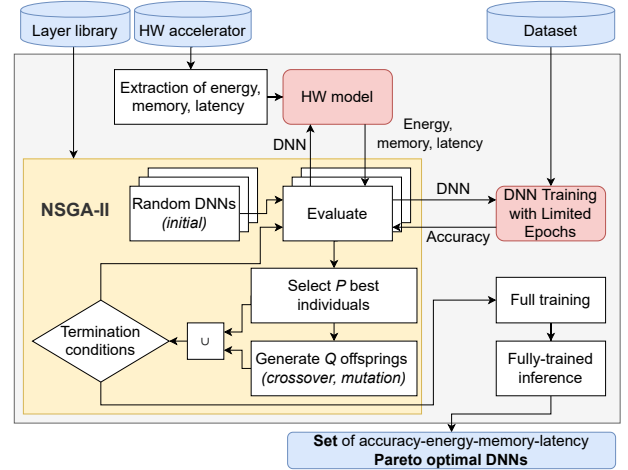 Layer library
HW accelerator
Dataset
Extraction of energy,
memory, latency
HW model
DNN
Energy,
memory, latency
NSGA-II
Random DNNs
(initial)
Evaluate
DNN
Accuracy
DNN Training
with Limited
Epochs
Select P best
individuals
Full training
Termination
conditions
∪
Generate Q offsprings
(crossover, mutation)
Fully-trained
inference
Set of accuracy-energy-memory-latency
Pareto optimal DNNs